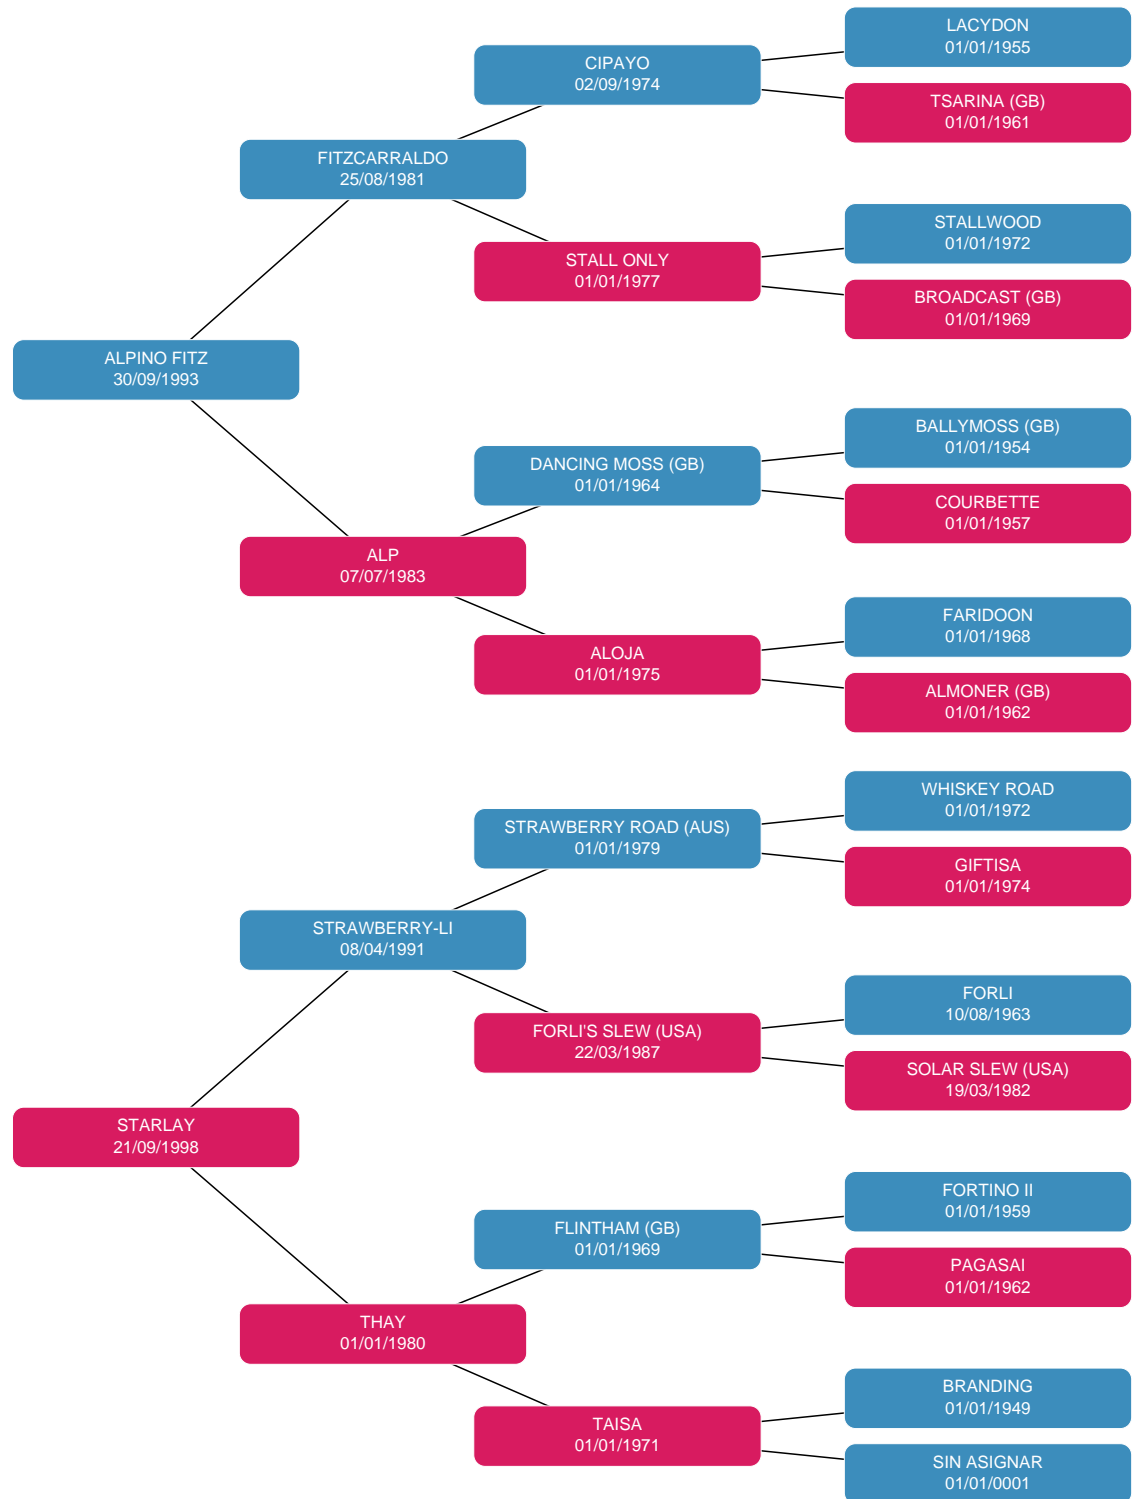 LACYDON
01/01/1955
CIPAYO
02/09/1974
TSARINA (GB)
01/01/1961
FITZCARRALDO
25/08/1981
STALLWOOD
01/01/1972
STALL ONLY
01/01/1977
BROADCAST (GB)
01/01/1969
ALPINO FITZ
30/09/1993
BALLYMOSS (GB)
01/01/1954
DANCING MOSS (GB)
01/01/1964
COURBETTE
01/01/1957
ALP
07/07/1983
FARIDOON
01/01/1968
ALOJA
01/01/1975
ALMONER (GB)
01/01/1962
WHISKEY ROAD
01/01/1972
STRAWBERRY ROAD (AUS)
01/01/1979
GIFTISA
01/01/1974
STRAWBERRY-LI
08/04/1991
FORLI
10/08/1963
FORLI'S SLEW (USA)
22/03/1987
SOLAR SLEW (USA)
19/03/1982
STARLAY
21/09/1998
FORTINO II
01/01/1959
FLINTHAM (GB)
01/01/1969
PAGASAI
01/01/1962
THAY
01/01/1980
BRANDING
01/01/1949
TAISA
01/01/1971
SIN ASIGNAR
01/01/0001